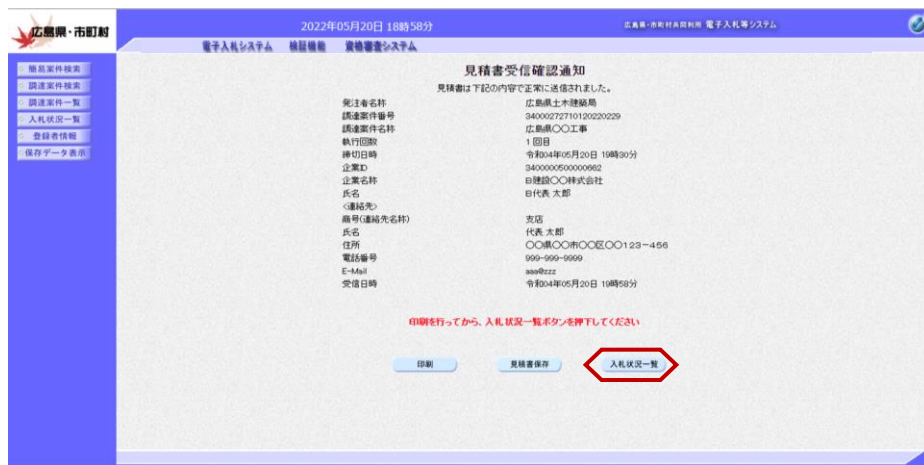 広島県・市町村
2022年05月20日 18時58分
広島県・市町村共同利用 電子入札等システム
電子入札システム 検証機能 資格審査システム
簡易案件検索
調達案件検索
調達案件一覧
入札状況一覧
登録者情報
保存データ表示
見積書受信確認通知
見積書は下記の内容で正常に送信されました。
発注者名称 広島県土木建築局
調達案件番号 34000272710120220229
調達案件名称 広島県〇〇工事
執行回数 1回目
締切日時 令和04年05月20日 19時30分
企業ID 3400000500000662
企業名称 B建設〇〇株式会社
氏名 B代表 太郎
<連絡先>
商号(連絡先名称) 支店
氏名 代表 太郎
住所 〇〇県〇〇市〇〇区〇〇123-456
電話番号 999-999-9999
E-Mail aaa@zzz
受信日時 令和04年05月20日 19時58分
印刷を行ってから、入札状況一覧ボタンを押下してください
印刷 見積書保存 入札状況一覧